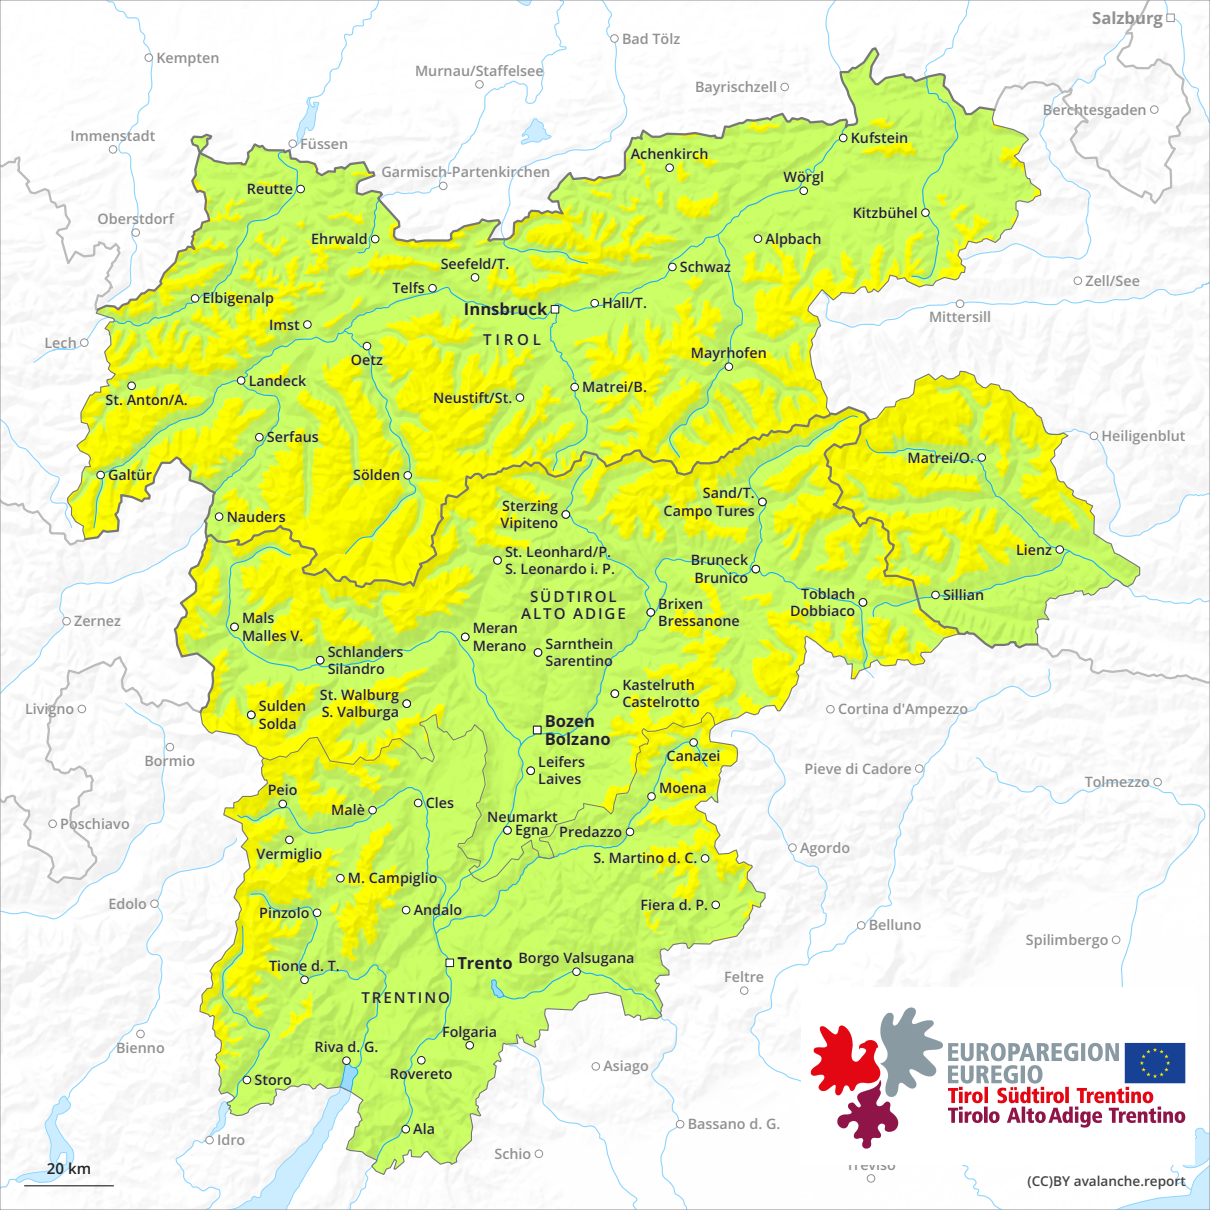 Salzburg
Bad Tölz
Kempten
Murnau/Staffelsee
Bayrischzell
Berchtesgaden
Immenstadt
Füssen
Kufstein
Achenkirch
Garmisch-Partenkirchen
Wörgl
Reutte
Oberstdorf
Kitzbühel
Ehrwald
Alpbach
Seefeld/T.
Schwaz
Zell/See
Telfs
Elbigenalp
Hall/T.
Innsbruck
Mittersill
Imst
TIROL
Lech
Oetz
Mayrhofen
Landeck
Matrei/B.
St. Anton/A.
Neustift/St.
Serfaus
Heiligenblut
Matrei/O.
Galtür
Sölden
Sand/T.
Campo Tures
Sterzing
Vipiteno
Nauders
Lienz
St. Leonhard/P.
S. Leonardo i. P.
Bruneck
Brunico
SÜDTIROL
ALTO ADIGE
Toblach
Dobbiaco
Sillian
Brixen
Bressanone
Zernez
Mals
Malles V.
Meran
Merano
Sarnthein
Sarentino
Schlanders
Silandro
Kastelruth
Castelrotto
St. Walburg
S. Valburga
Livigno
Sulden
Solda
Cortina d'Ampezzo
Bozen
Bolzano
Bormio
Canazei
Leifers
Laives
Pieve di Cadore
Tolmezzo
Peio
Moena
Malè
Cles
Neumarkt
Egna
Predazzo
Poschiavo
Agordo
Vermiglio
S. Martino d. C.
M. Campiglio
Edolo
Pinzolo
Andalo
Fiera d. P.
Belluno
Spilimbergo
Tione d. T.
Trento
Borgo Valsugana
Feltre
TRENTINO
Folgaria
Bienno
Riva d. G.
Rovereto
Asiago
Storo
EUROPAREGION
EUREGIO
Tirol Südtirol Trentino
Tirolo Alto Adige Trentino
Ala
Bassano d. G.
Idro
Schio
Treviso
20 km
(CC)BY avalanche.report